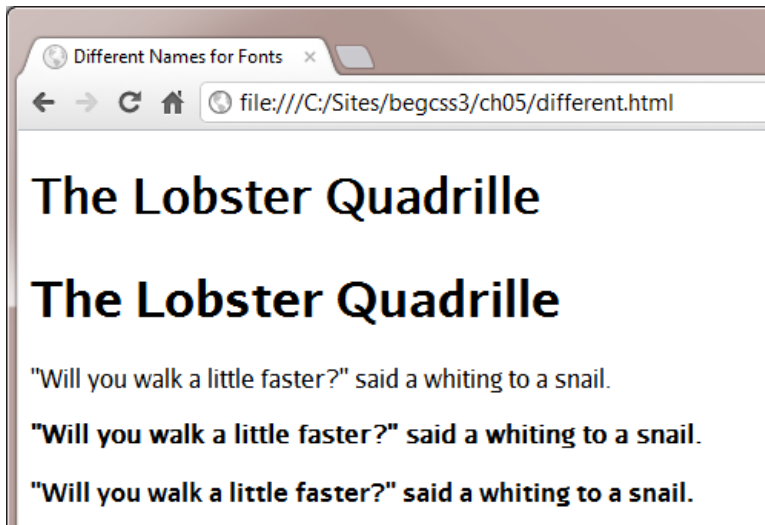 Different Names for Fonts
file:///C:/Sites/begcss3/ch05/different.html
The Lobster Quadrille
The Lobster Quadrille
"Will you walk a little faster?" said a whiting to a snail.
"Will you walk a little faster?" said a whiting to a snail.
"Will you walk a little faster?" said a whiting to a snail.